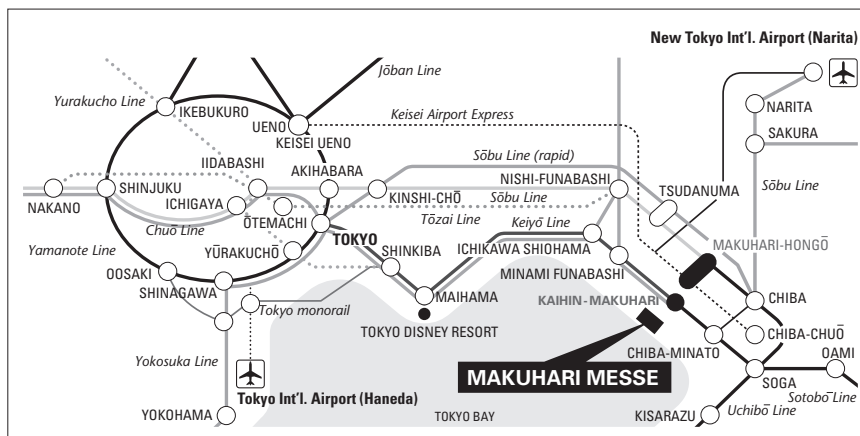 New Tokyo Int'l. Airport (Narita)
Jōban Line
Yurakucho Line
IKEBUKURO
UENO
KEISEI UENO
Keisei Airport Express
NARITA
SAKURA
IIDABASHI
AKIHABARA
Sōbu Line (rapid)
NISHI-FUNABASHI
TSUDANUMA
Sōbu Line
NAKANO
SHINJUKU
ICHIGAYA
KINSHI-CHŌ
Sōbu Line
Chuō Line
ŌTEMACHI
Tōzai Line
Keiyō Line
TOKYO
YŪRAKUCHŌ
SHINKIBA
ICHIKAWA SHIOHAMA
MAKUHARI-HONGŌ
Yamanote Line
OOSAKI
SHINAGAWA
MINAMI FUNABASHI
MAIHAMA
KAIHIN-MAKUHARI
CHIBA
Tokyo monorail
TOKYO DISNEY RESORT
CHIBA-CHUŌ
CHIBA-MINATO
OAMI
Yokosuka Line
MAKUHARI MESSE
SOGA
Sotobō Line
Tokyo Int'l. Airport (Haneda)
YOKOHAMA
TOKYO BAY
KISARAZU
Uchibō Line